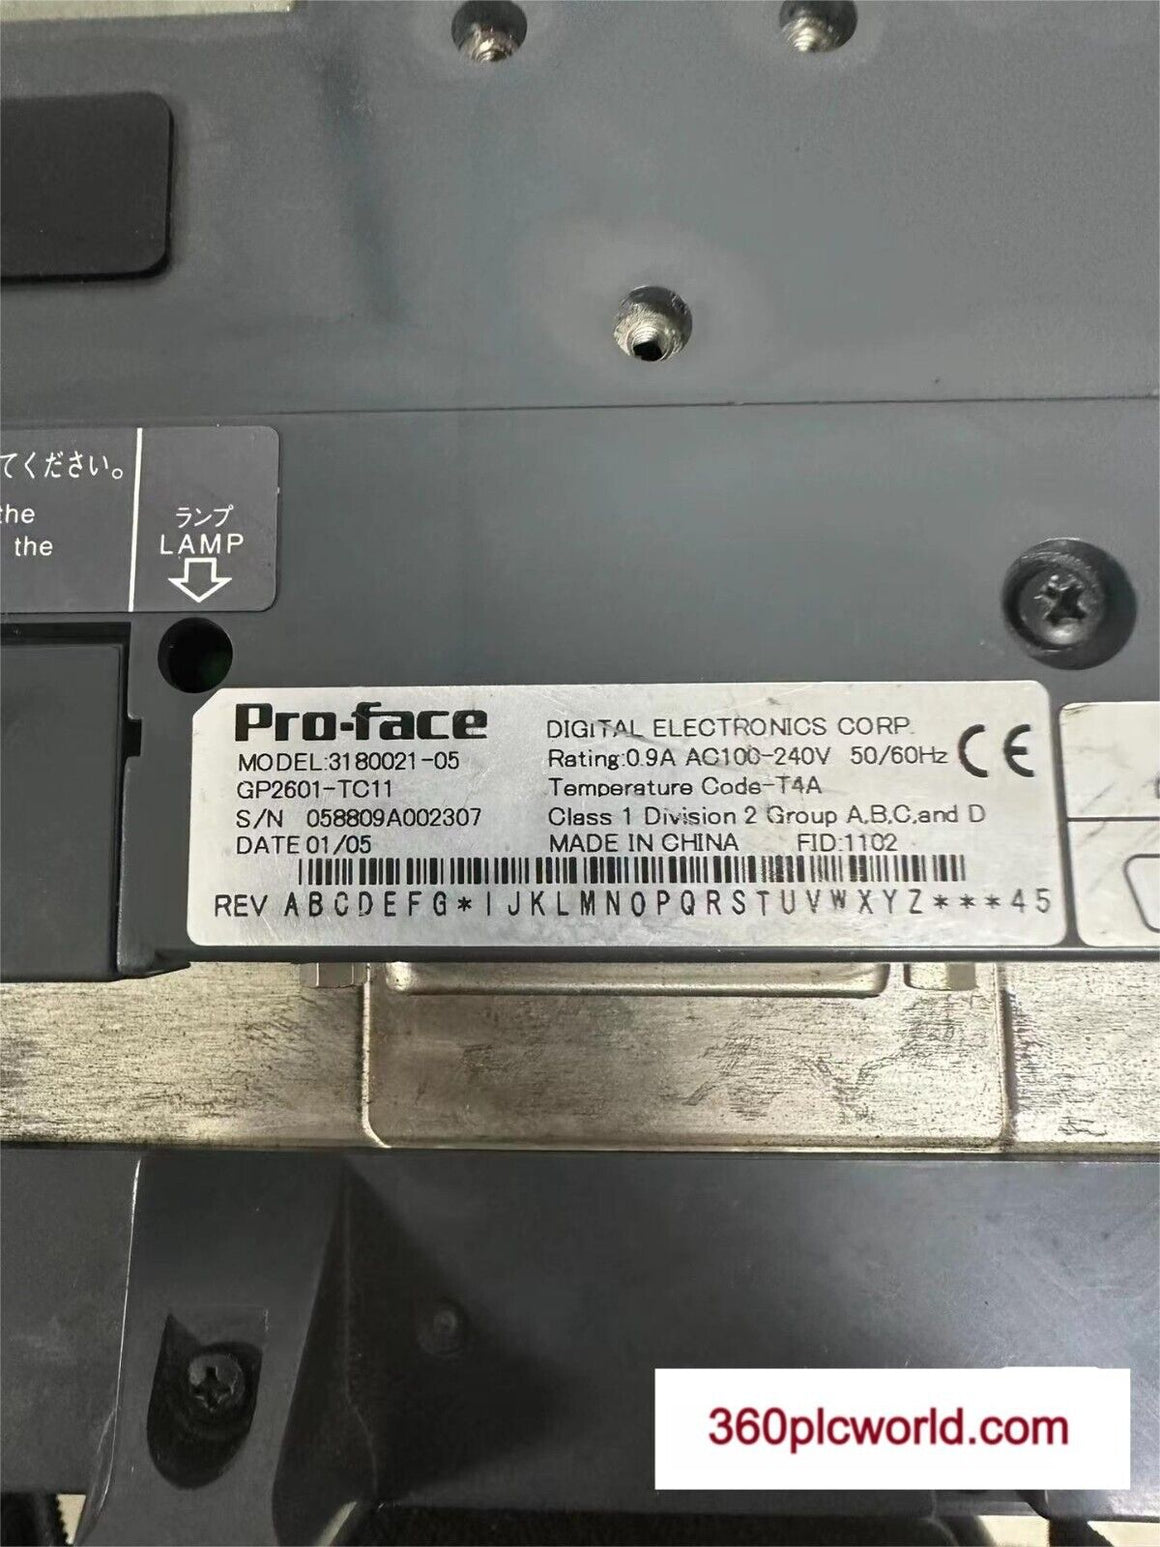 てください。
the
the
ランプ
LAMP
Pro-face
MODEL:3180021-05
GP2601-TC11
S/N 058809A002307
DATE 01/05
DIGITAL ELECTRONICS CORP.
Rating:0.9A AC100-240V 50/60Hz
CE
Temperature Code-T4A
Class 1 Division 2 Group A,B,C,and D
MADE IN CHINA FID:1102
REV ABCDEFG*IJKLMNOPQRSTUVWXYZ***45
360plcworld.com